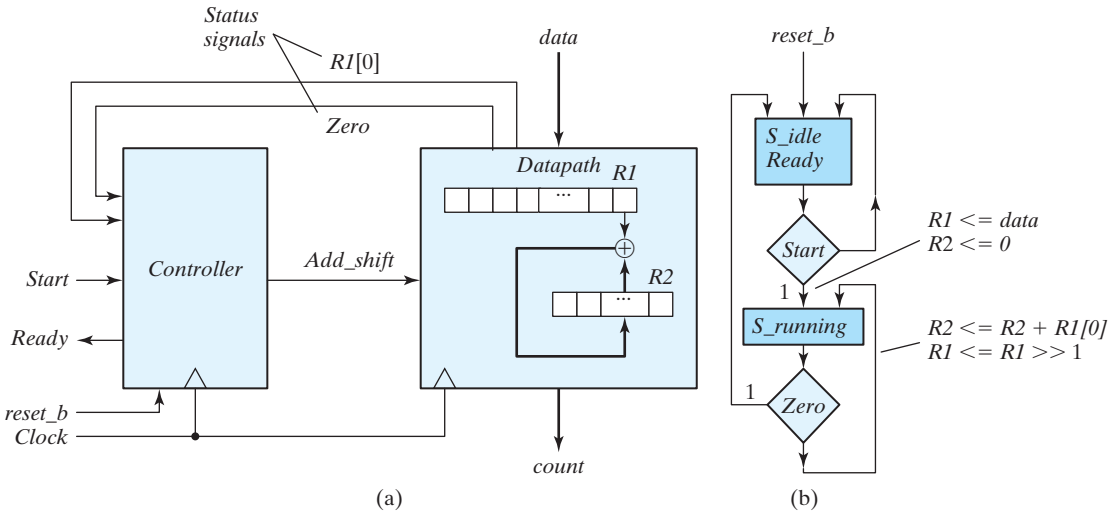 Status
signals
R1[0]
Zero
data
Datapath
R1
...
R2
...
Controller
Add_shift
Start
Ready
reset_b
Clock
count
(a)
reset_b
S_idle
Ready
Start
1
R1 <= data
R2 <= 0
S_running
R2 <= R2 + R1[0]
R1 <= R1 >> 1
1
Zero
(b)